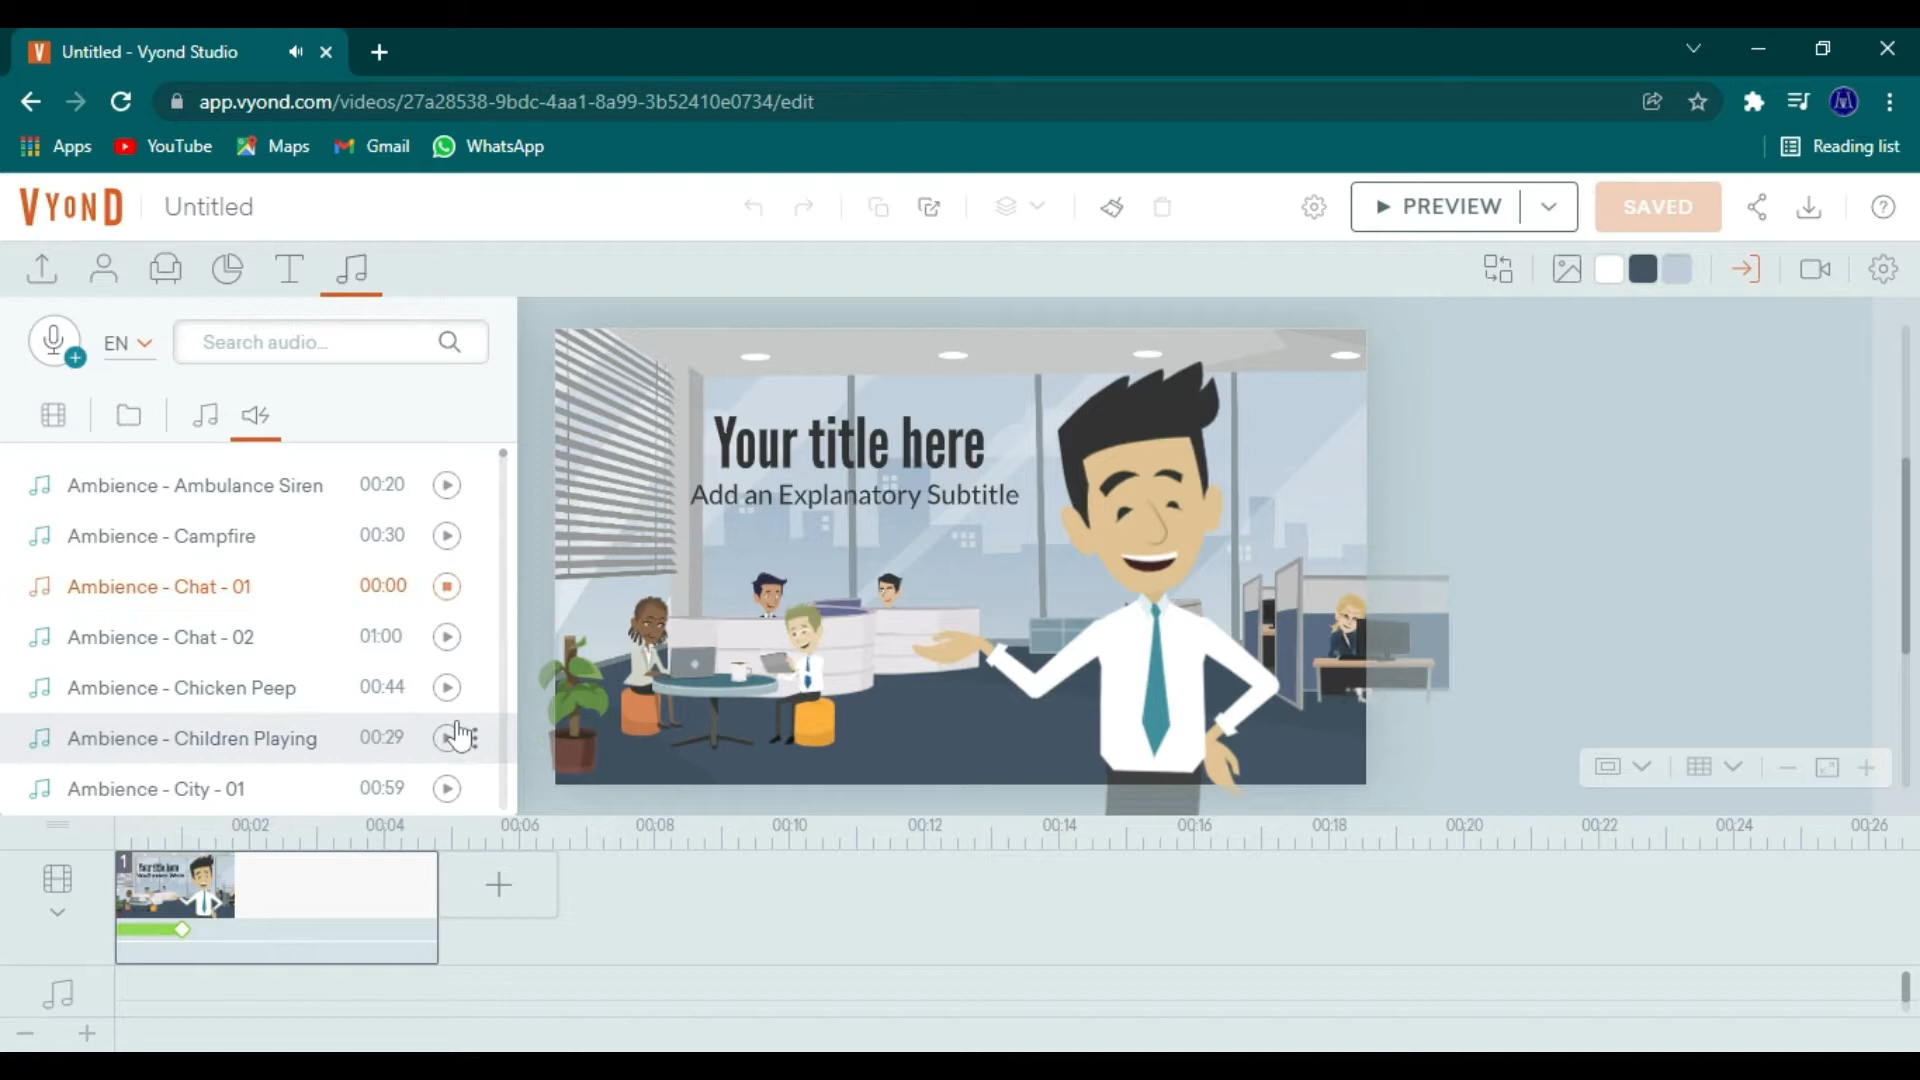 Untitled - Vyond Studio
app.vyond.com/videos/27a28538-9bdc-4aa1-8a99-3b52410e0734/edit
Apps YouTube Maps Gmail WhatsApp Reading list
VYOND Untitled PREVIEW SAVED
EN Search audio...
Ambience - Ambulance Siren 00:20
Ambience - Campfire 00:30
Ambience - Chat - 01 00:00
Ambience - Chat - 02 01:00
Ambience - Chicken Peep 00:44
Ambience - Children Playing 00:29
Ambience - City - 01 00:59
Your title here
Add an Explanatory Subtitle
00:02 00:04 00:06 00:08 00:10 00:12 00:14 00:16 00:18 00:20 00:22 00:24 00:26
1
Your title here